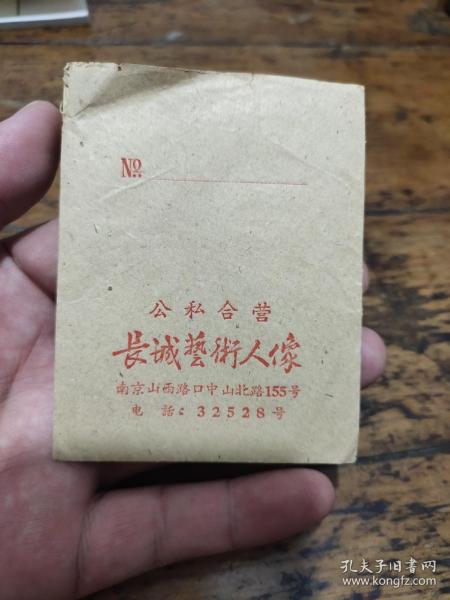 No
公私合营
長城藝術人像
南京山西路口中山北路155号
电话:32528号
孔夫子旧书网
www.kongfz.com